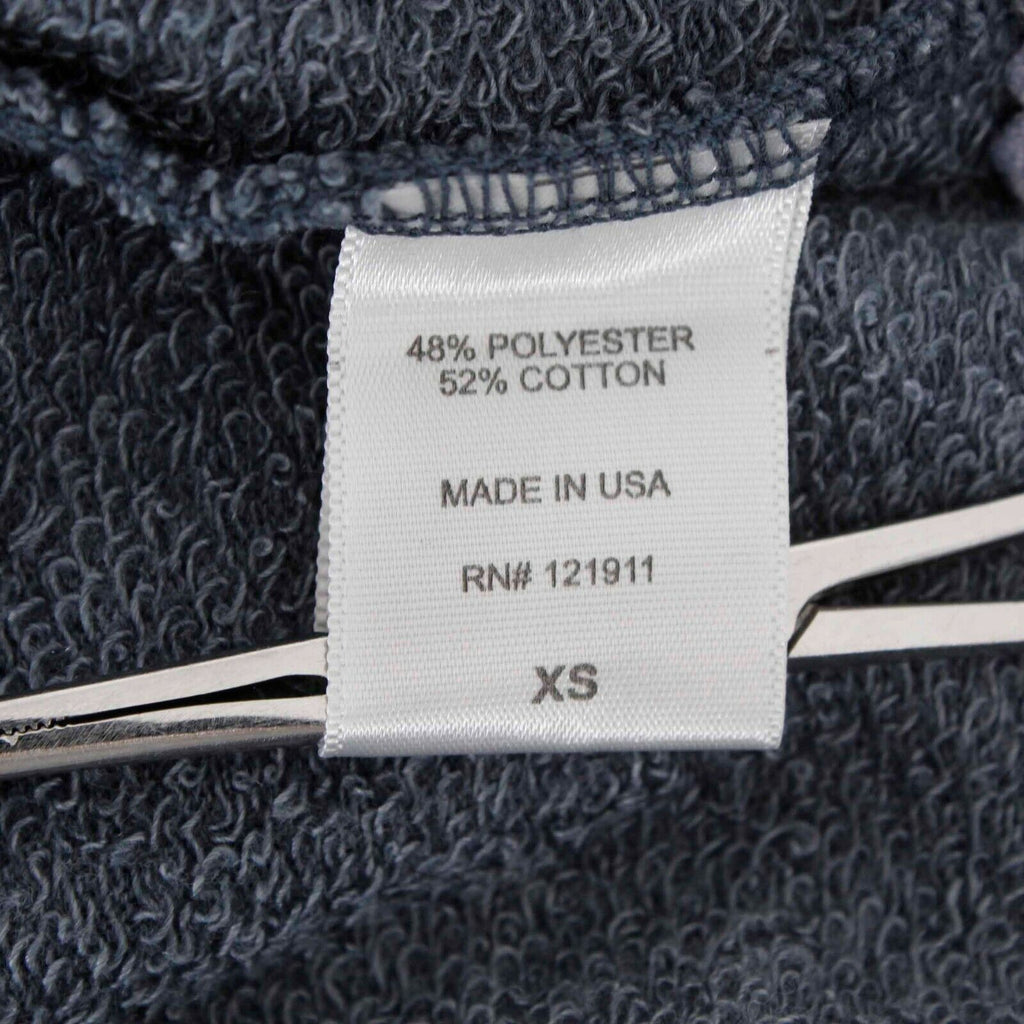 48% POLYESTER
52% COTTON
MADE IN USA
RN# 121911
XS